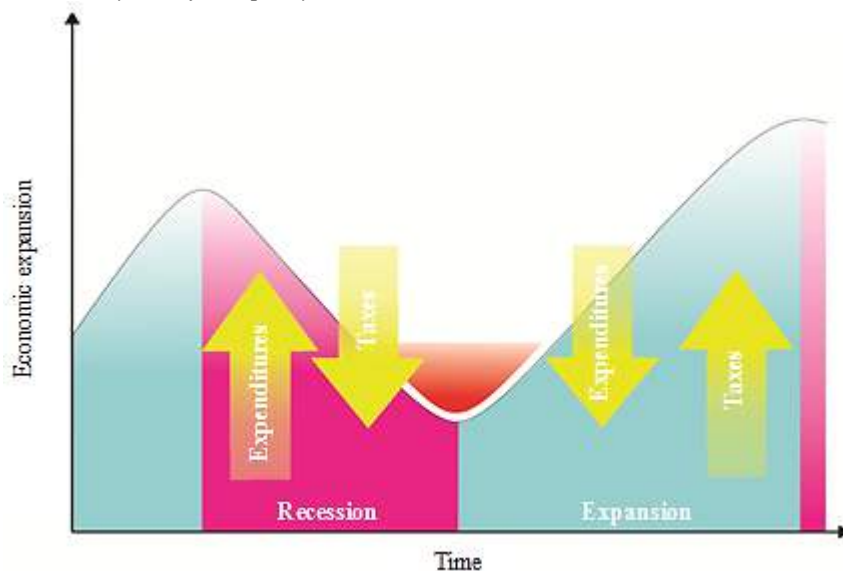 Economic expansion
Expenditures
Taxes
Expenditures
Taxes
Recession
Expansion
Time